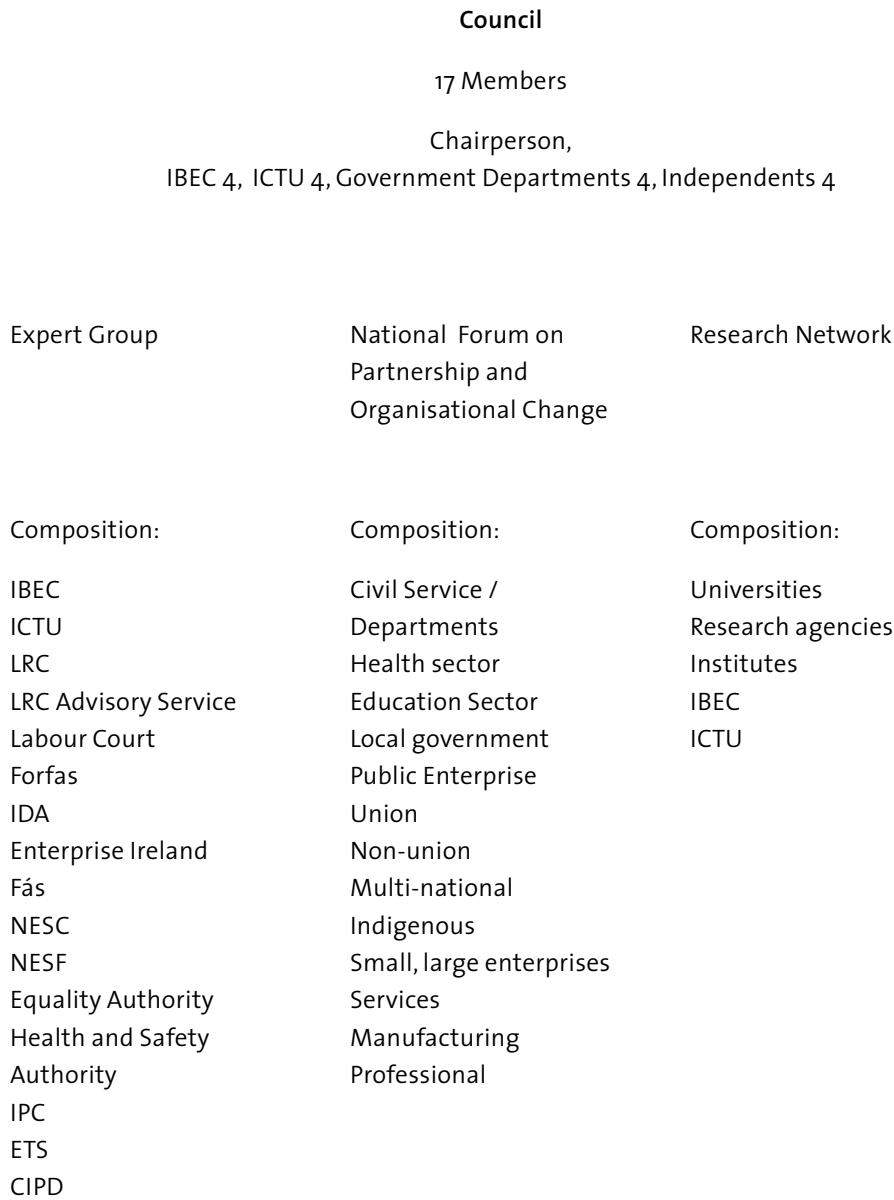 Council
17 Members
Chairperson,
IBEC 4, ICTU 4, Government Departments 4, Independents 4
Expert Group
National Forum on
Partnership and
Organisational Change
Research Network
Composition:
IBEC
ICTU
LRC
LRC Advisory Service
Labour Court
Forfas
IDA
Enterprise Ireland
Fás
NESC
NESF
Equality Authority
Health and Safety
Authority
IPC
ETS
CIPD
Composition:
Civil Service /
Departments
Health sector
Education Sector
Local government
Public Enterprise
Union
Non-union
Multi-national
Indigenous
Small, large enterprises
Services
Manufacturing
Professional
Composition:
Universities
Research agencies
Institutes
IBEC
ICTU